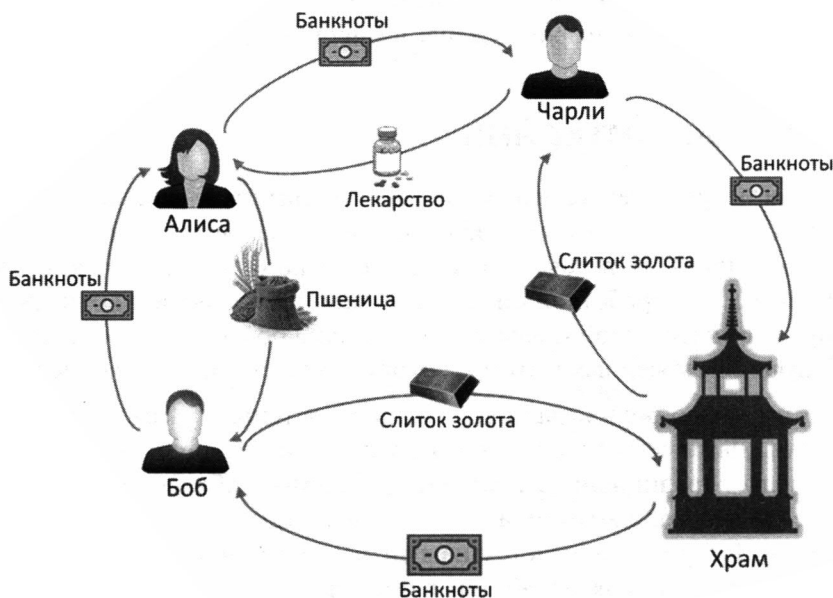 Банкноты
Чарли
Банкноты
Лекарство
Алиса
Слиток золота
Банкноты
Пшеница
Слиток золота
Боб
Храм
Банкноты